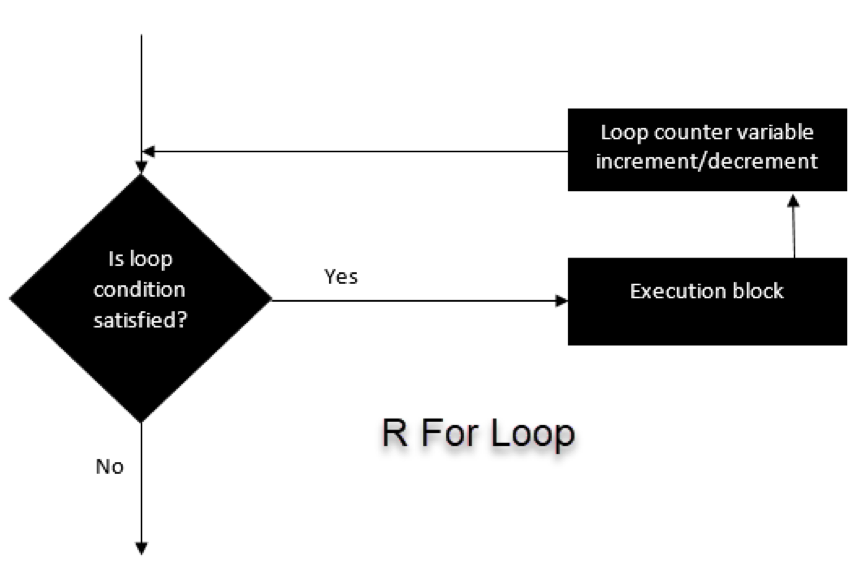 Loop counter variable
increment/decrement
Is loop
condition
satisfied?
Yes
Execution block
R For Loop
No